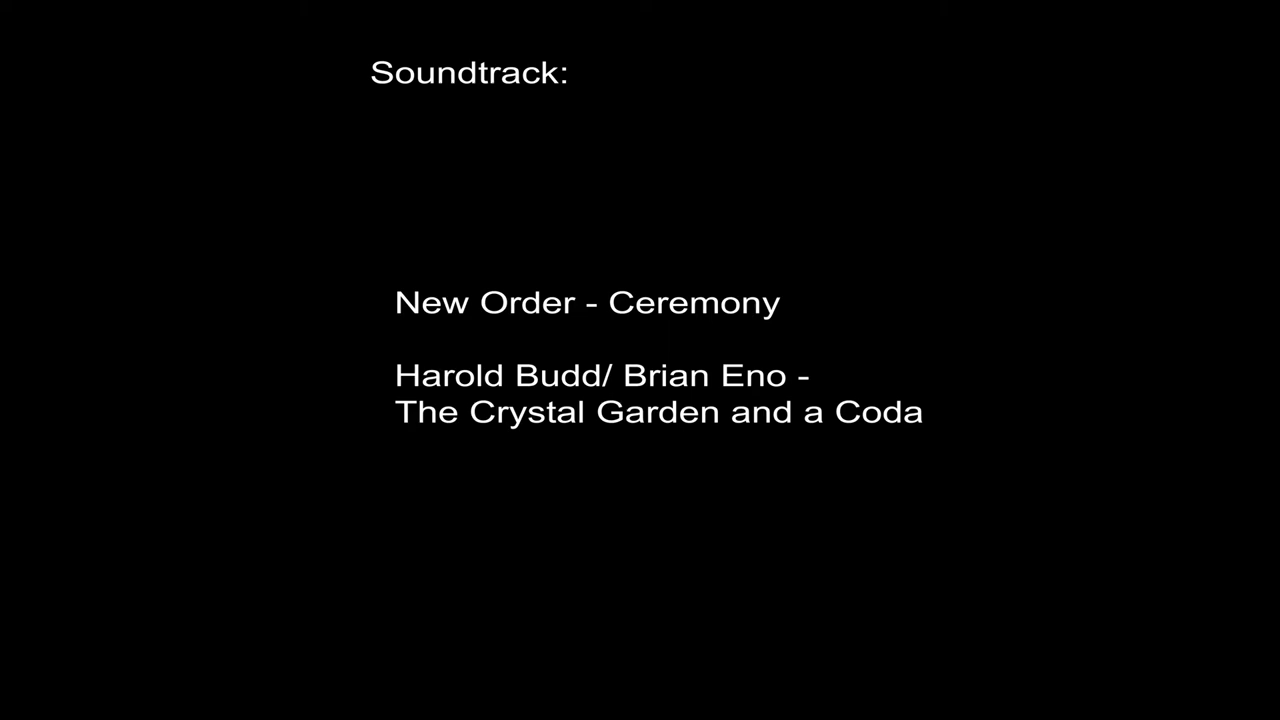 Soundtrack:
New Order - Ceremony
Harold Budd/ Brian Eno -
The Crystal Garden and a Coda